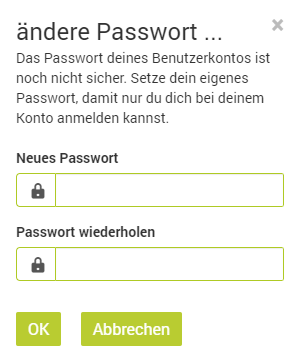 ändere Passwort ...
Das Passwort deines Benutzerkontos ist
noch nicht sicher. Setze dein eigenes
Passwort, damit nur du dich bei deinem
Konto anmelden kannst.
Neues Passwort
Passwort wiederholen
OK Abbrechen